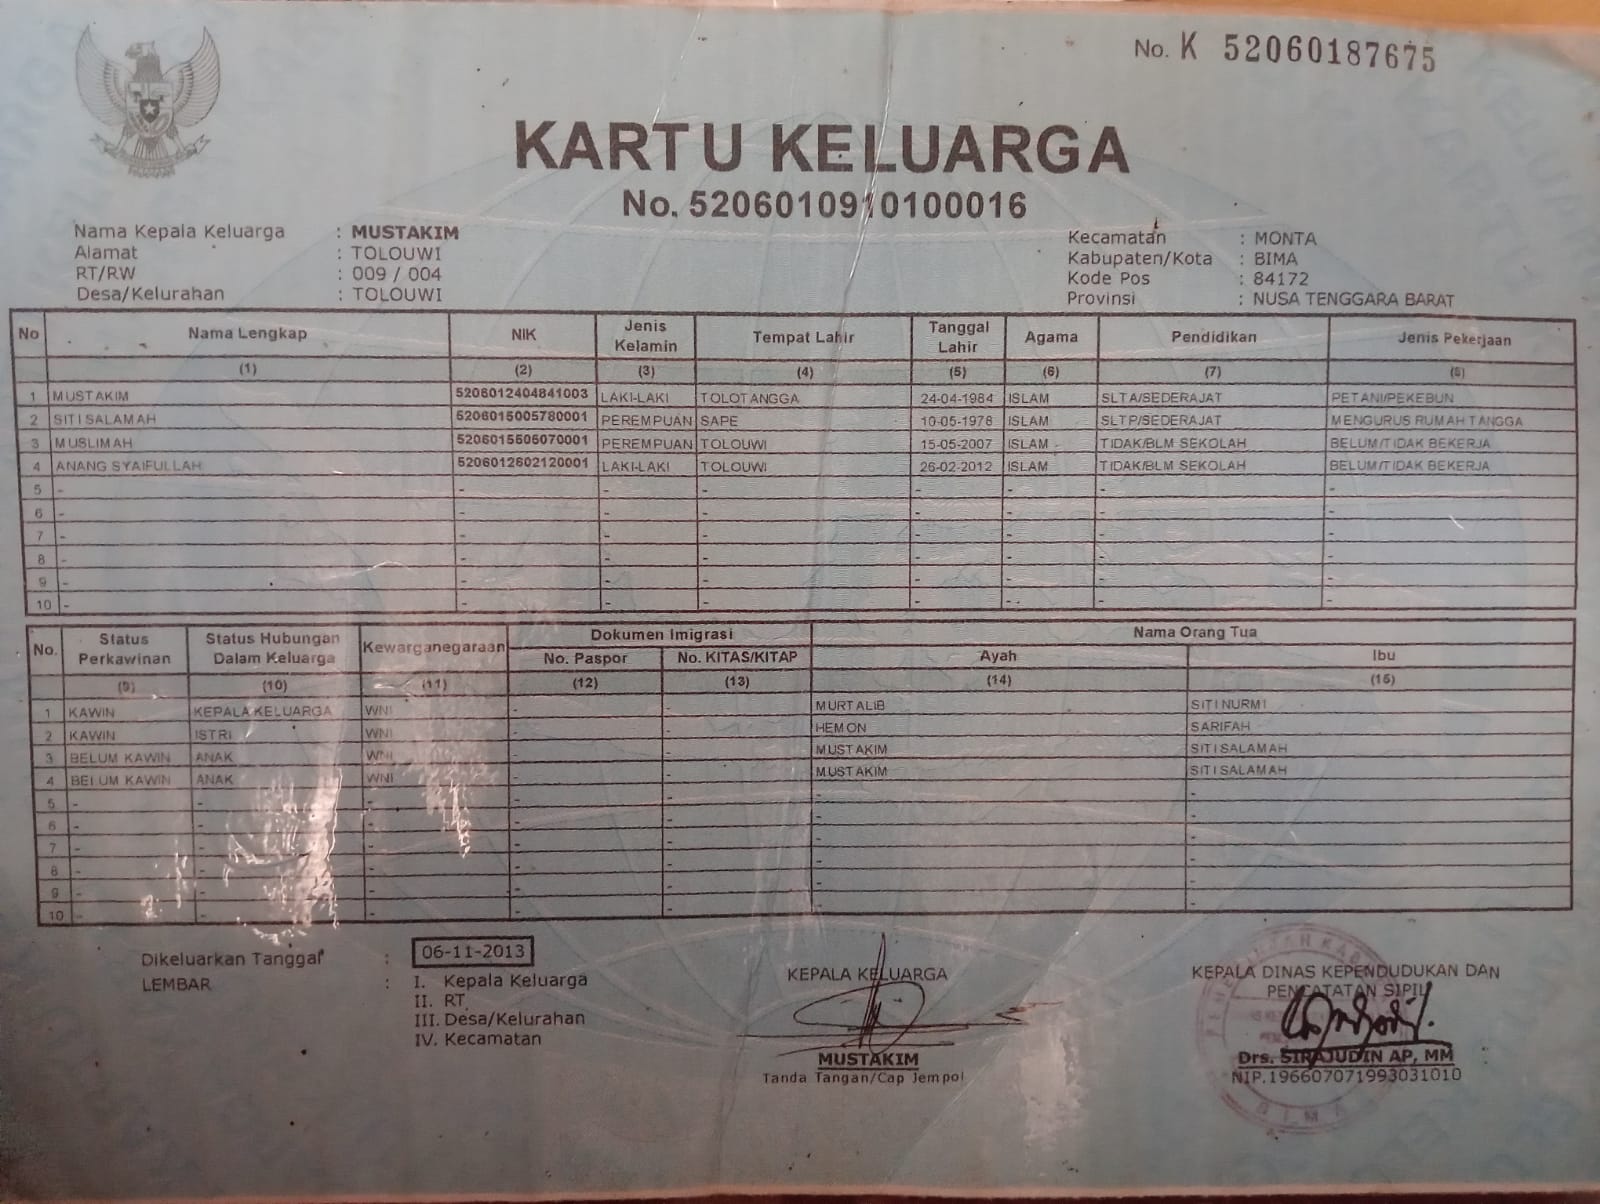 No. K 52060187675
KARTU KELUARGA
No. 5206010910100016
Nama Kepala Keluarga : MUSTAKIM
Alamat : TOLOUWI
RT/RW : 009 / 004
Desa/Kelurahan : TOLOUWI
Kecamatan : MONTA
Kabupaten/Kota : BIMA
Kode Pos : 84172
Provinsi : NUSA TENGGARA BARAT
No Nama Lengkap NIK Jenis Kelamin Tempat Lahir Tanggal Lahir Agama Pendidikan Jenis Pekerjaan
(1) (2) (3) (4) (5) (6) (7) (8)
1 MUSTAKIM 5206012404841003 LAKI-LAKI TOLOTANGGA 24-04-1984 ISLAM SLTA/SEDERAJAT PETANI/PEKEBUN
2 SITI SALAMAH 5206015005780001 PEREMPUAN SAPE 10-05-1978 ISLAM SLTP/SEDERAJAT MENGURUS RUMAH TANGGA
3 MUSLIMAH 5206015505070001 PEREMPUAN TOLOUWI 15-05-2007 ISLAM TIDAK/BLM SEKOLAH BELUM/TIDAK BEKERJA
4 ANANG SYAIFULLAH 5206012602120001 LAKI-LAKI TOLOUWI 26-02-2012 ISLAM TIDAK/BLM SEKOLAH BELUM/TIDAK BEKERJA
5 - - - - - - - -
6 - - - - - - - -
7 - - - - - - - -
8 - - - - - - - -
9 - - - - - - - -
10 - - - - - - - -
No. Status Perkawinan Status Hubungan Dalam Keluarga Kewarganegaraan Dokumen Imigrasi Nama Orang Tua
No. Paspor No. KITAS/KITAP Ayah Ibu
(9) (10) (11) (12) (13) (14) (15)
1 KAWIN KEPALA KELUARGA WNI - - MURTALIB SITI NURMI
2 KAWIN ISTRI WNI - - HEMON SARIFAH
3 BELUM KAWIN ANAK WNI - - MUSTAKIM SITI SALAMAH
4 BELUM KAWIN ANAK WNI - - MUSTAKIM SITI SALAMAH
5 - - - - - - -
6 - - - - - - -
7 - - - - - - -
8 - - - - - - -
9 - - - - - - -
10 - - - - - - -
Dikeluarkan Tanggal : 06-11-2013
LEMBAR : I. Kepala Keluarga
II. RT
III. Desa/Kelurahan
IV. Kecamatan
KEPALA KELUARGA
MUSTAKIM
Tanda Tangan/Cap Jempol
KEPALA DINAS KEPENDUDUKAN DAN
PENCATATAN SIPIL
Drs. SIRAJUDIN AP, MM
NIP.196607071993031010
BIMA